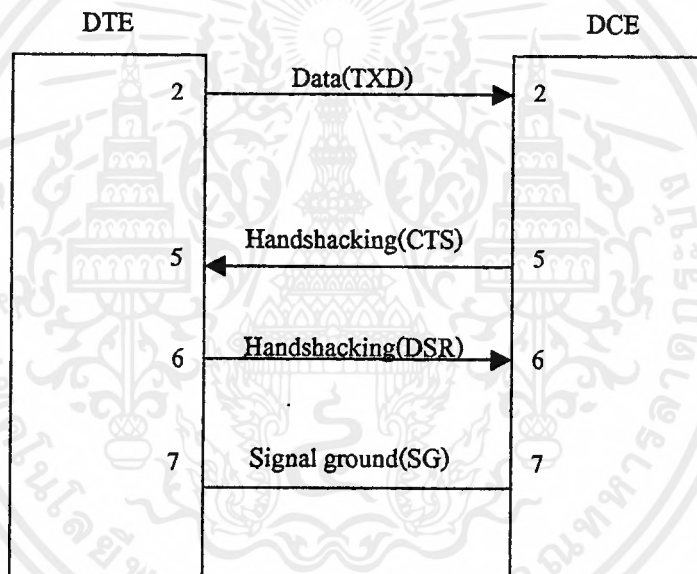 DTE DCE
2 Data(TXD) 2
5 Handshacking(CTS) 5
6 Handshacking(DSR) 6
7 Signal ground(SG) 7